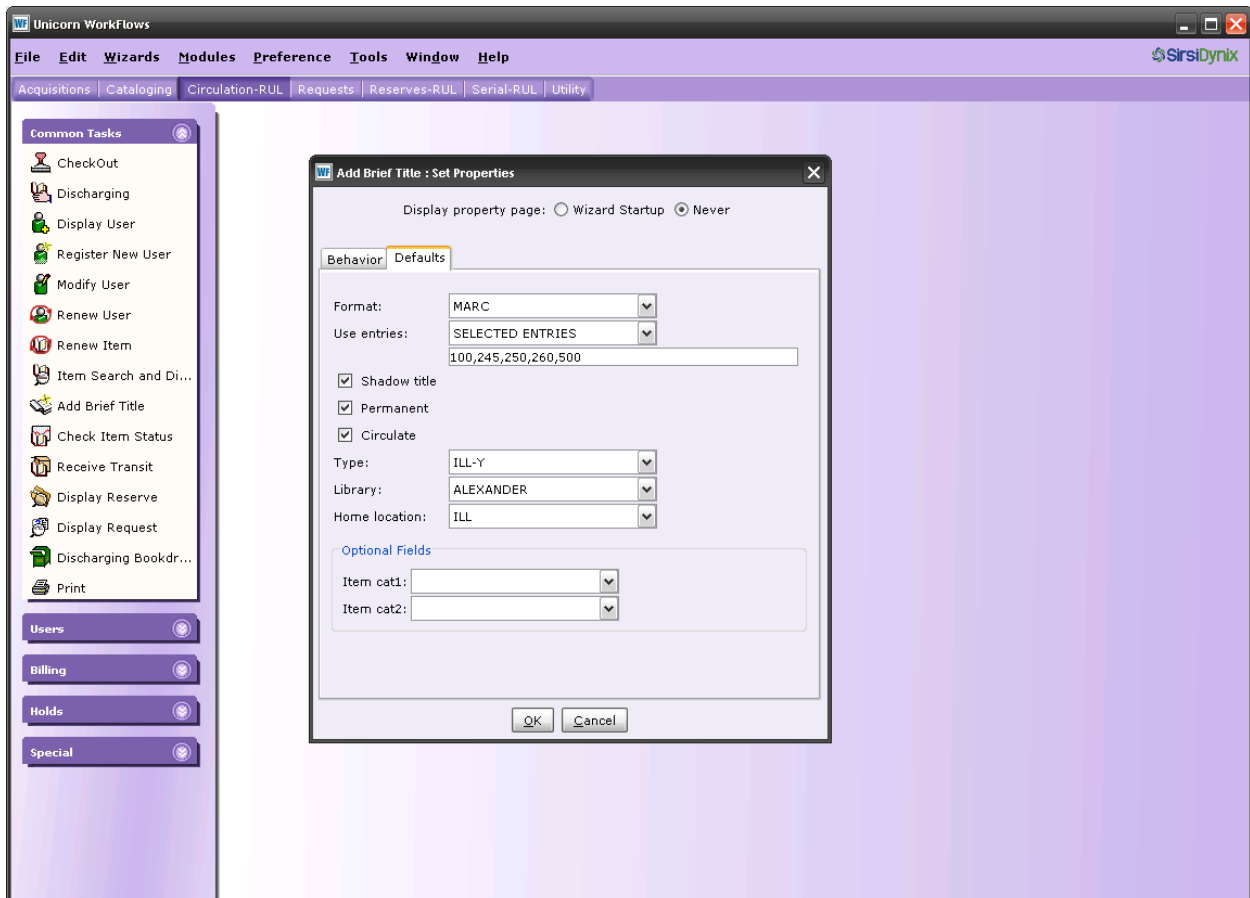 WF Unicorn WorkFlows
File Edit Wizards Modules Preference Tools Window Help
SirsiDynix
Acquisitions Cataloging Circulation-RUL Requests Reserves-RUL Serial-RUL Utility
Common Tasks
CheckOut
Discharging
Display User
Register New User
Modify User
Renew User
Renew Item
Item Search and Di...
Add Brief Title
Check Item Status
Receive Transit
Display Reserve
Display Request
Discharging Bookdr...
Print
Users
Billing
Holds
Special
WF Add Brief Title : Set Properties
Display property page: Wizard Startup Never
Behavior Defaults
Format: MARC
Use entries: SELECTED ENTRIES
100,245,250,260,500
Shadow title
Permanent
Circulate
Type: ILL-Y
Library: ALEXANDER
Home location: ILL
Optional Fields
Item cat1:
Item cat2:
OK Cancel